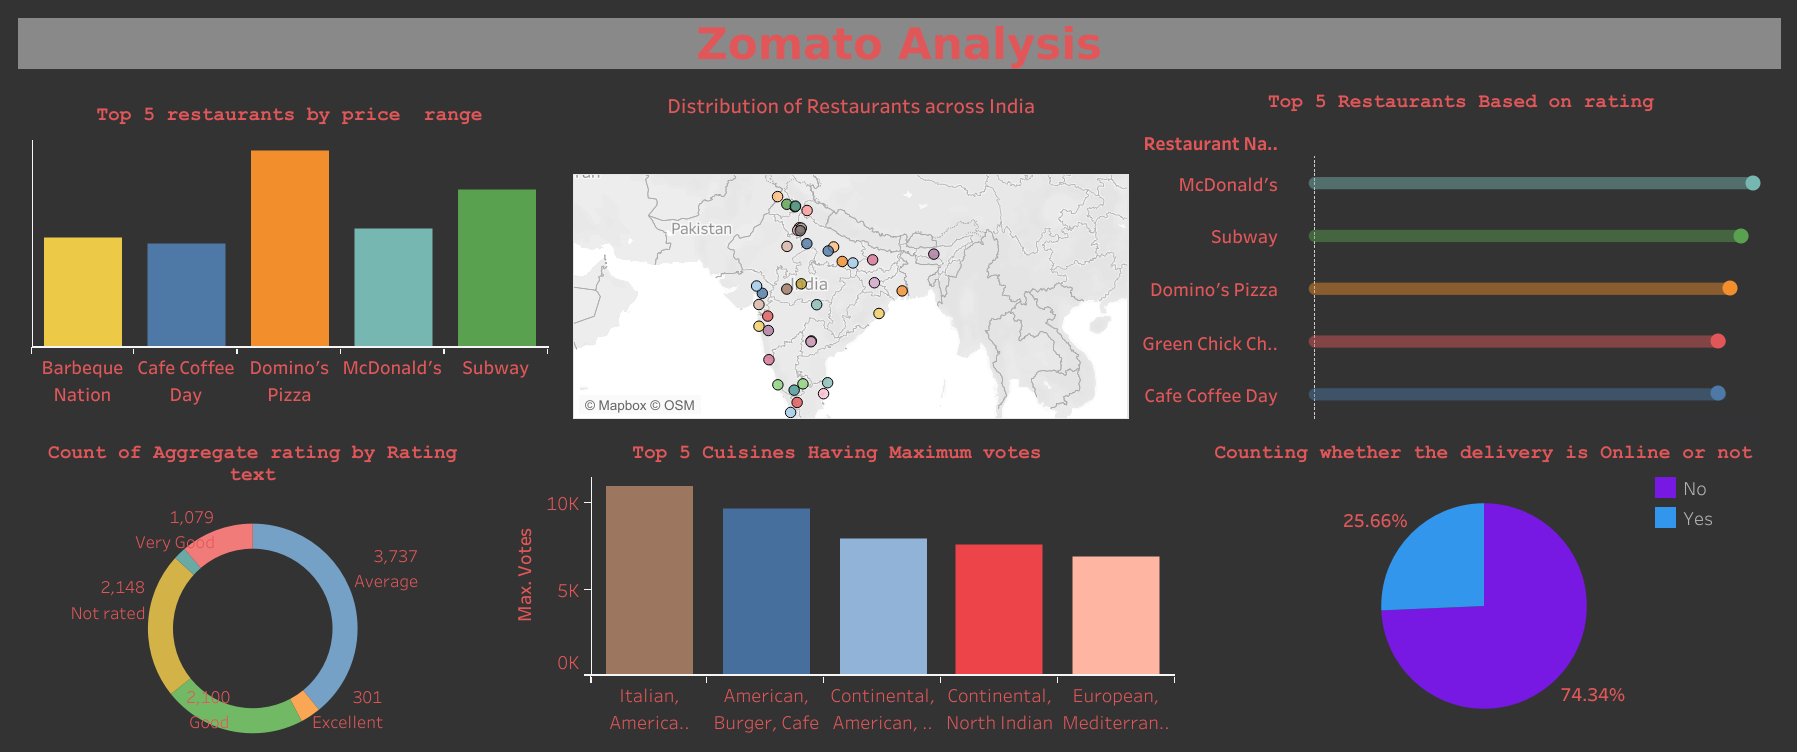 Zomato Analysis
Top 5 restaurants by price  range
Barbeque
Nation
Cafe Coffee
Day
Domino’s
Pizza
McDonald’s
Subway
Distribution of Restaurants across India
Pakistan
India
© Mapbox © OSM
Top 5 Restaurants Based on rating
Restaurant Na..
McDonald’s
Subway
Domino’s Pizza
Green Chick Ch..
Cafe Coffee Day
Count of Aggregate rating by Rating
text
1,079
Very Good
3,737
Average
2,148
Not rated
2,100
Good
301
Excellent
Top 5 Cuisines Having Maximum votes
Max. Votes
10K
5K
0K
Italian,
America..
American,
Burger, Cafe
Continental,
American, ..
Continental,
North Indian
European,
Mediterran..
Counting whether the delivery is Online or not
No
Yes
25.66%
74.34%